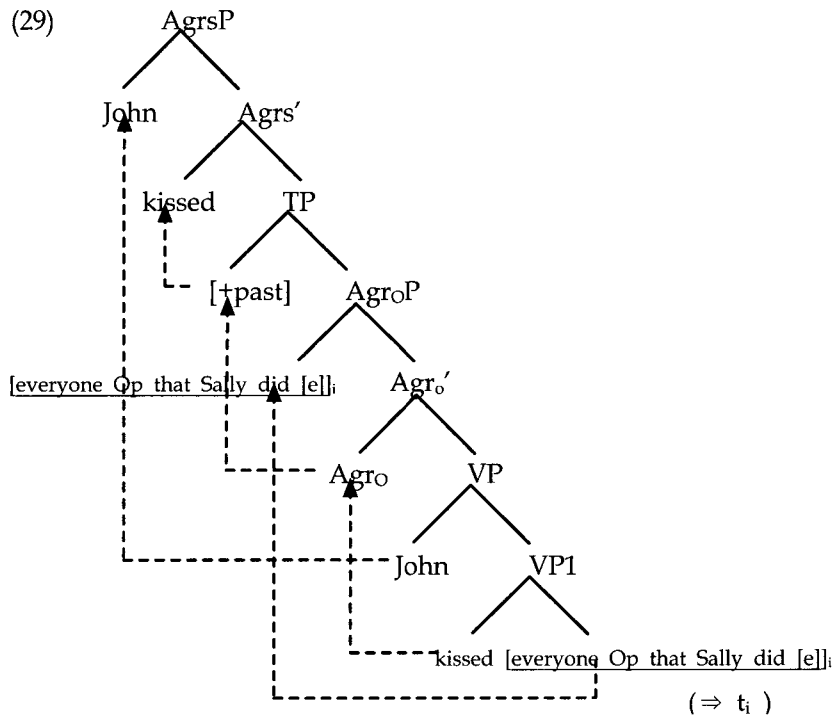 (29)
AgrsP
John Agrs′
kissed TP
[+past] AgrOP
[everyone Op that Sally did [e]]i
Agro′
AgrO VP
John VP1
kissed [everyone Op that Sally did [e]]i
(⇒ ti )